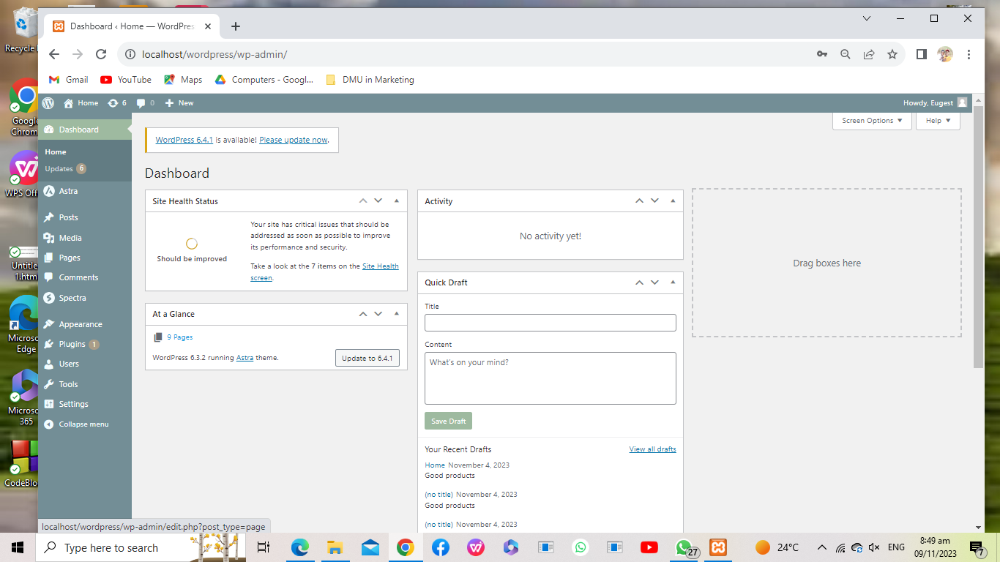 Recycle
Dashboard ‹ Home — WordPres
localhost/wordpress/wp-admin/
Gmail
YouTube
Maps
Computers - Googl...
DMU in Marketing
Home
6
0
New
Howdy, Eugest
Google
Chrom
WPS Off
Untitle
1.htm
Microso
Edge
Microso
365
CodeBlo
Dashboard
Home
Updates 6
Astra
Posts
Media
Pages
Comments
Spectra
Appearance
Plugins 1
Users
Tools
Settings
Collapse menu
Screen Options
Help
WordPress 6.4.1 is available! Please update now.
Dashboard
Site Health Status
Should be improved
Your site has critical issues that should be
addressed as soon as possible to improve
its performance and security.
Take a look at the 7 items on the Site Health
screen.
At a Glance
9 Pages
WordPress 6.3.2 running Astra theme.
Update to 6.4.1
Activity
No activity yet!
Quick Draft
Title
Content
What's on your mind?
Save Draft
Your Recent Drafts
View all drafts
Home November 4, 2023
Good products
(no title) November 4, 2023
Good products
(no title) November 4, 2023
Drag boxes here
localhost/wordpress/wp-admin/edit.php?post_type=page
Type here to search
27
24°C
ENG
8:49 am
09/11/2023
7